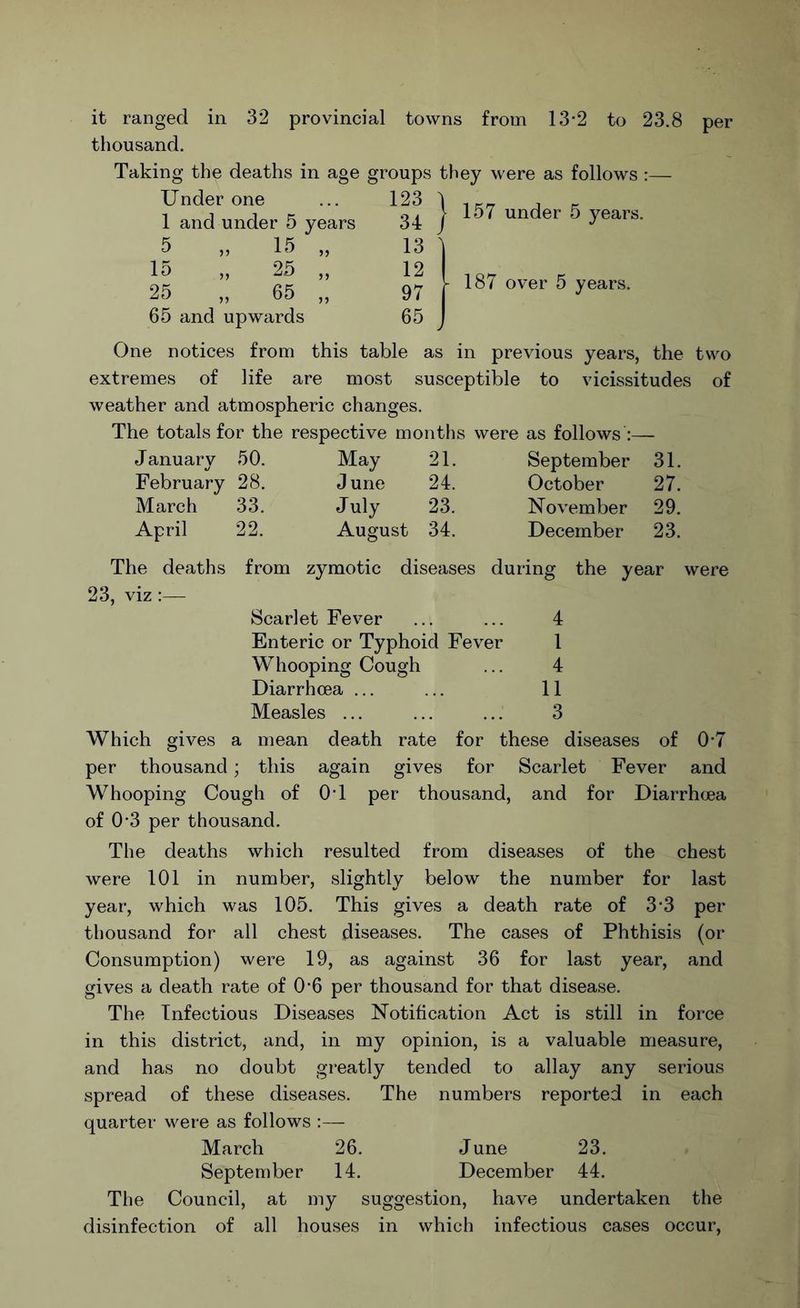 it ranged in 32 provincial towns from 13·2 to 23.8 per
thousand.
Taking the deaths in age groups they were as follows :—
Under one ... 123
1 and under 5 years 34 } 157 under 5 years.
5 „ 15 „ 13
15 „ 25 „ 12
25 „ 65 „ 97 } 187 over 5 years.
65 and upwards 65
One notices from this table as in previous years, the two
extremes of life are most susceptible to vicissitudes of
weather and atmospheric changes.
The totals for the respective months were as follows :—
January 50. May 21. September 31.
February 28. June 24. October 27.
March 33. July 23. November 29.
April 22. August 34. December 23.
The deaths from zymotic diseases during the year were
23, viz :—
Scarlet Fever ... ... 4
Enteric or Typhoid Fever 1
Whooping Cough ... 4
Diarrhœa ... ... 11
Measles ... ... ... 3
Which gives a mean death rate for these diseases of 0·7
per thousand ; this again gives for Scarlet Fever and
Whooping Cough of 0·1 per thousand, and for Diarrhœa
of 0·3 per thousand.
The deaths which resulted from diseases of the chest
were 101 in number, slightly below the number for last
year, which was 105. This gives a death rate of 3·3 per
thousand for all chest diseases. The cases of Phthisis (or
Consumption) were 19, as against 36 for last year, and
gives a death rate of 0·6 per thousand for that disease.
The Infectious Diseases Notification Act is still in force
in this district, and, in my opinion, is a valuable measure,
and has no doubt greatly tended to allay any serious
spread of these diseases. The numbers reported in each
quarter were as follows :—
March 26. June 23.
September 14. December 44.
The Council, at my suggestion, have undertaken the
disinfection of all houses in which infectious cases occur,